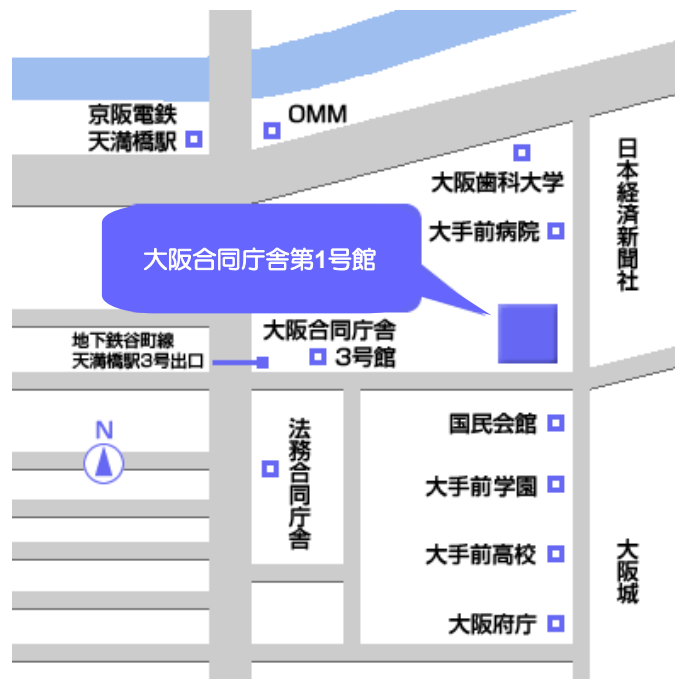 京阪電鉄
天満橋駅
OMM
大阪歯科大学
日本経済新聞社
大手前病院
大阪合同庁舎第1号館
地下鉄谷町線
天満橋駅3号出口
大阪合同庁舎
3号館
N
法務合同庁舎
国民会館
大手前学園
大手前高校
大阪城
大阪府庁